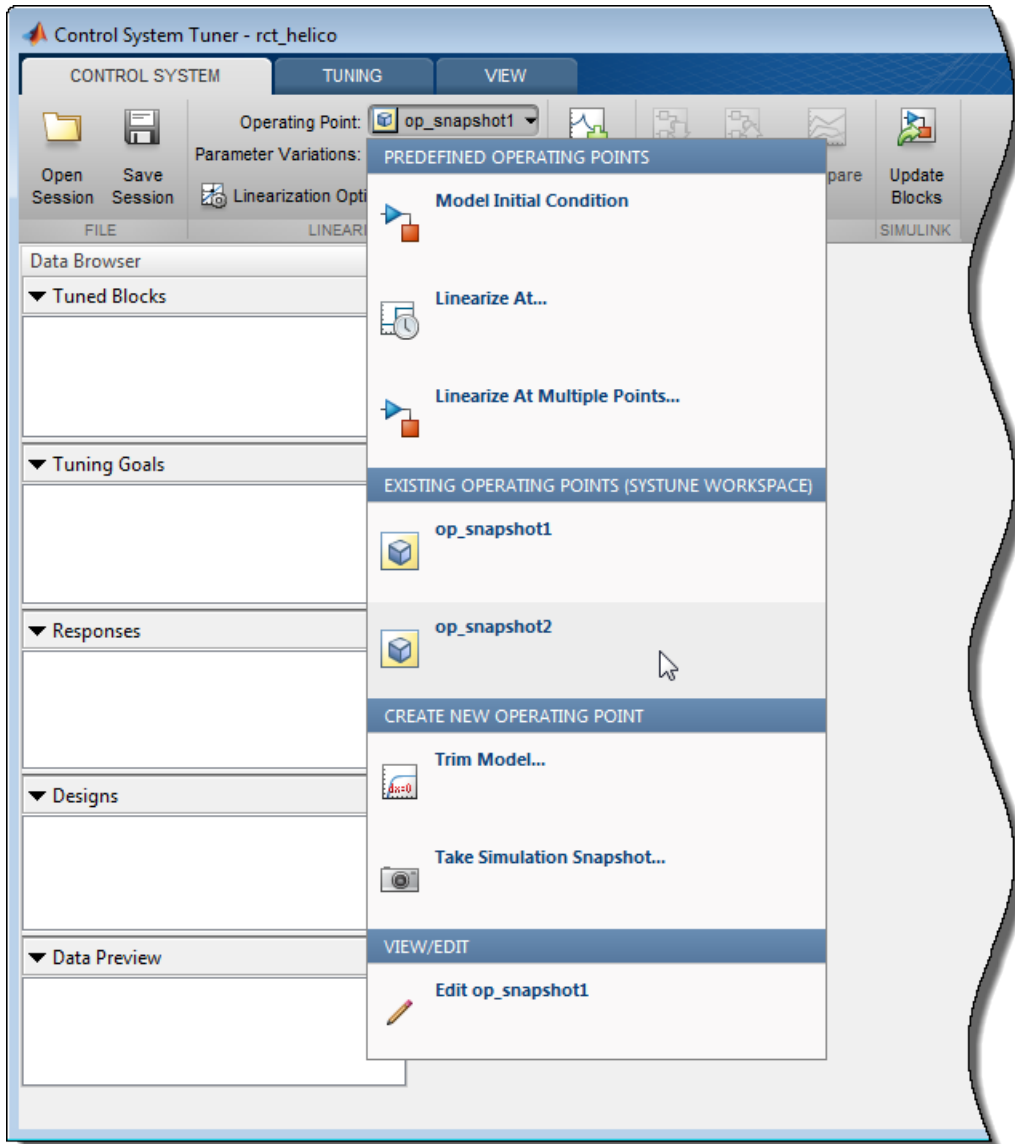 Control System Tuner - rct_helico
CONTROL SYSTEM
TUNING
VIEW
Operating Point:
op_snapshot1
Parameter Variations:
Open
Session
Save
Session
Linearization Opti
pare
Update
Blocks
FILE
LINEARI
SIMULINK
Data Browser
Tuned Blocks
Tuning Goals
Responses
Designs
Data Preview
PREDEFINED OPERATING POINTS
Model Initial Condition
Linearize At...
Linearize At Multiple Points...
EXISTING OPERATING POINTS (SYSTUNE WORKSPACE)
op_snapshot1
op_snapshot2
CREATE NEW OPERATING POINT
dx=0
Trim Model...
Take Simulation Snapshot...
VIEW/EDIT
Edit op_snapshot1